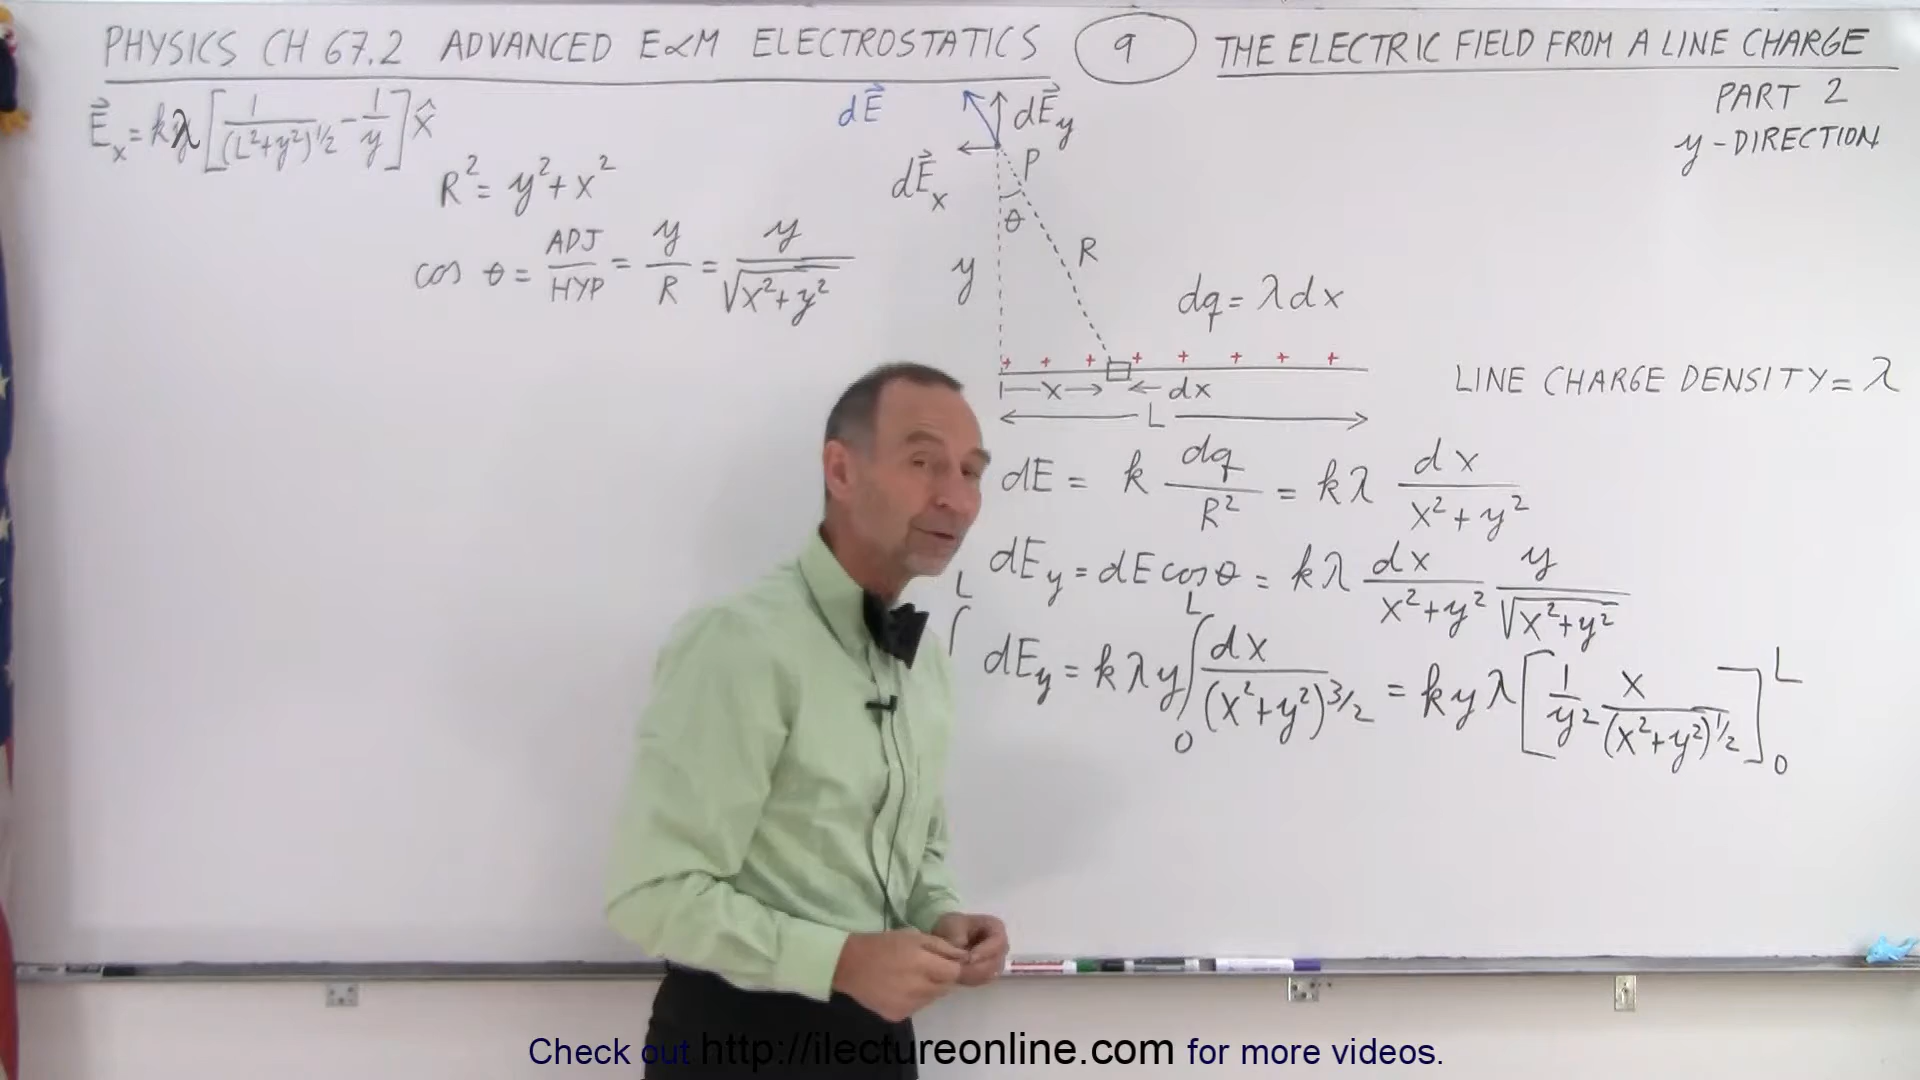 PHYSICS CH 67.2 ADVANCED E&M ELECTROSTATICS 9 THE ELECTRIC FIELD FROM A LINE CHARGE
PART 2
y-DIRECTION
E⃗x = kλ[1/(L²+y²)^½ − 1/y] x̂
R² = y² + x²
cos θ = ADJ/HYP = y/R = y/√(x²+y²)
dE⃗ dE⃗y
dE⃗x P
θ
R
y
dq = λdx
+ + + + + + + +
x dx
L
LINE CHARGE DENSITY = λ
dE = k dq/R² = kλ dx/(x²+y²)
dEy = dE cos θ = kλ dx/(x²+y²) y/√(x²+y²)
∫^L dEy = kλy ∫₀^L dx/(x²+y²)^3/2 = kyλ[1/y² x/(x²+y²)^½]₀^L
Check out http://ilectureonline.com for more videos.